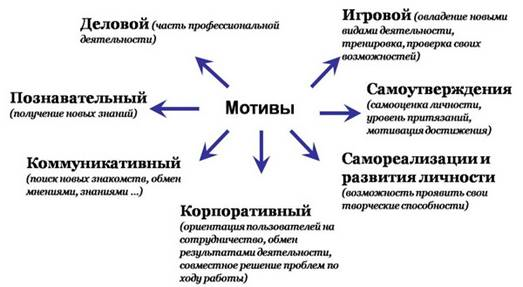 Деловой (часть профессиональной
деятельности)
Игровой (овладение новыми
видами деятельности,
тренировка, проверка своих
возможностей)
Познавательный
(получение новых знаний)
Мотивы
Самоутверждения
(самооценка личности,
уровень притязаний,
мотивация достижения)
Коммуникативный
(поиск новых знакомств, обмен
мнениями, знаниями ...)
Самореализации и
развития личности
(возможность проявить свои
творческие способности)
Корпоративный
(ориентация пользователей на
сотрудничество, обмен
результатами деятельности,
совместное решение проблем по
ходу работы)